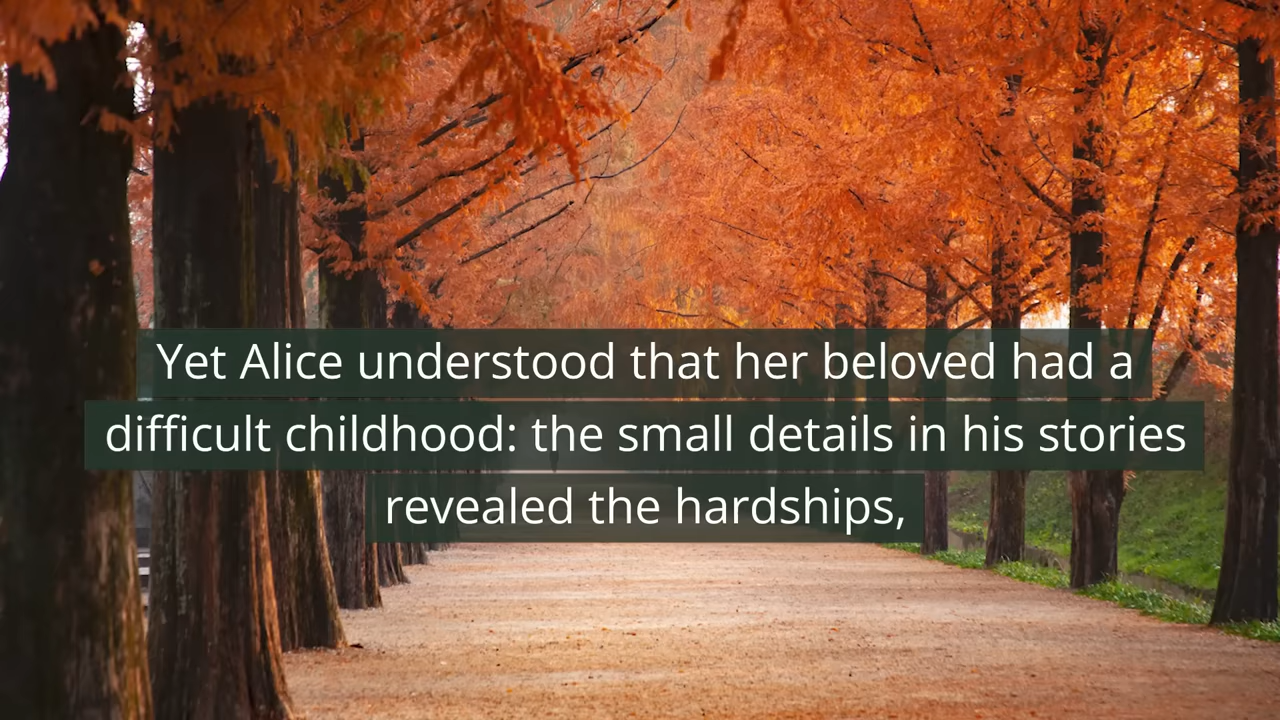 Yet Alice understood that her beloved had a
difficult childhood: the small details in his stories
revealed the hardships,